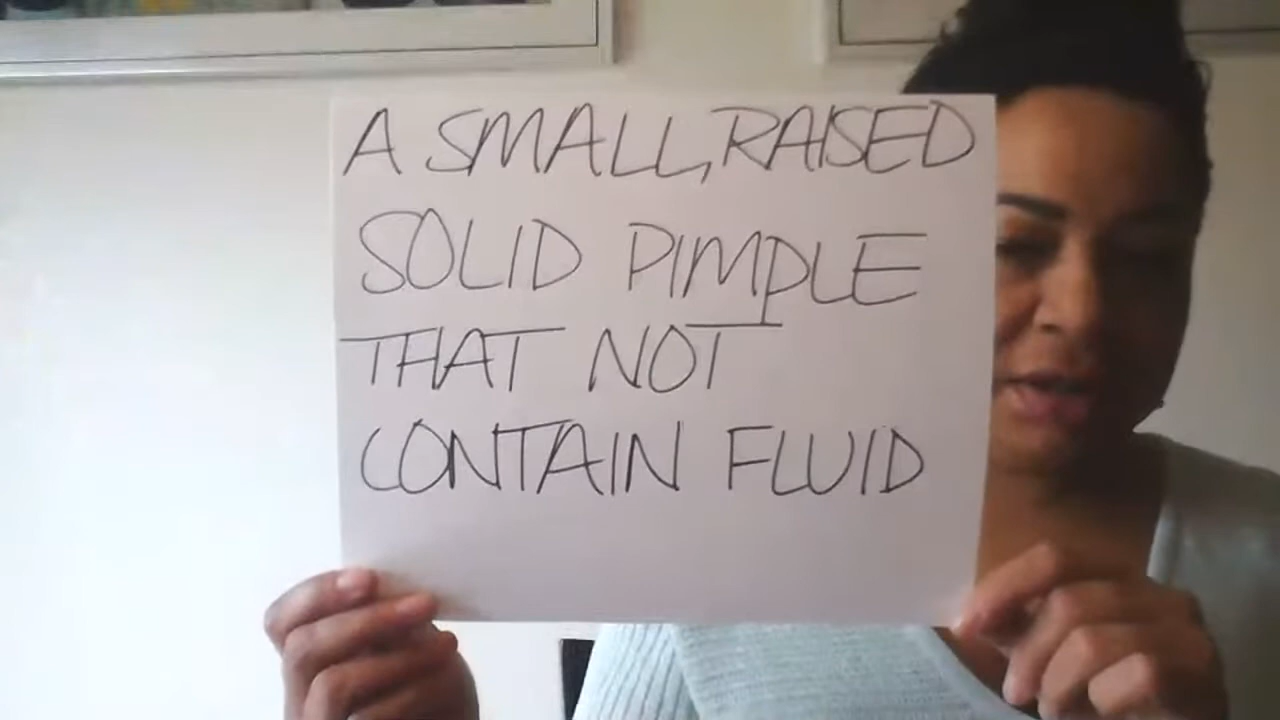 A SMALL, RAISED
SOLID PIMPLE
THAT NOT
CONTAIN FLUID